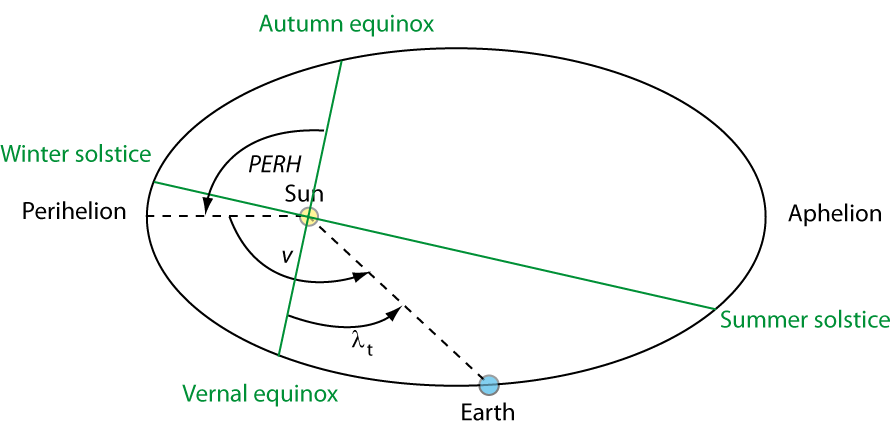 Autumn equinox
Winter solstice
PERH
Sun
Perihelion
Aphelion
v
Summer solstice
λt
Vernal equinox
Earth